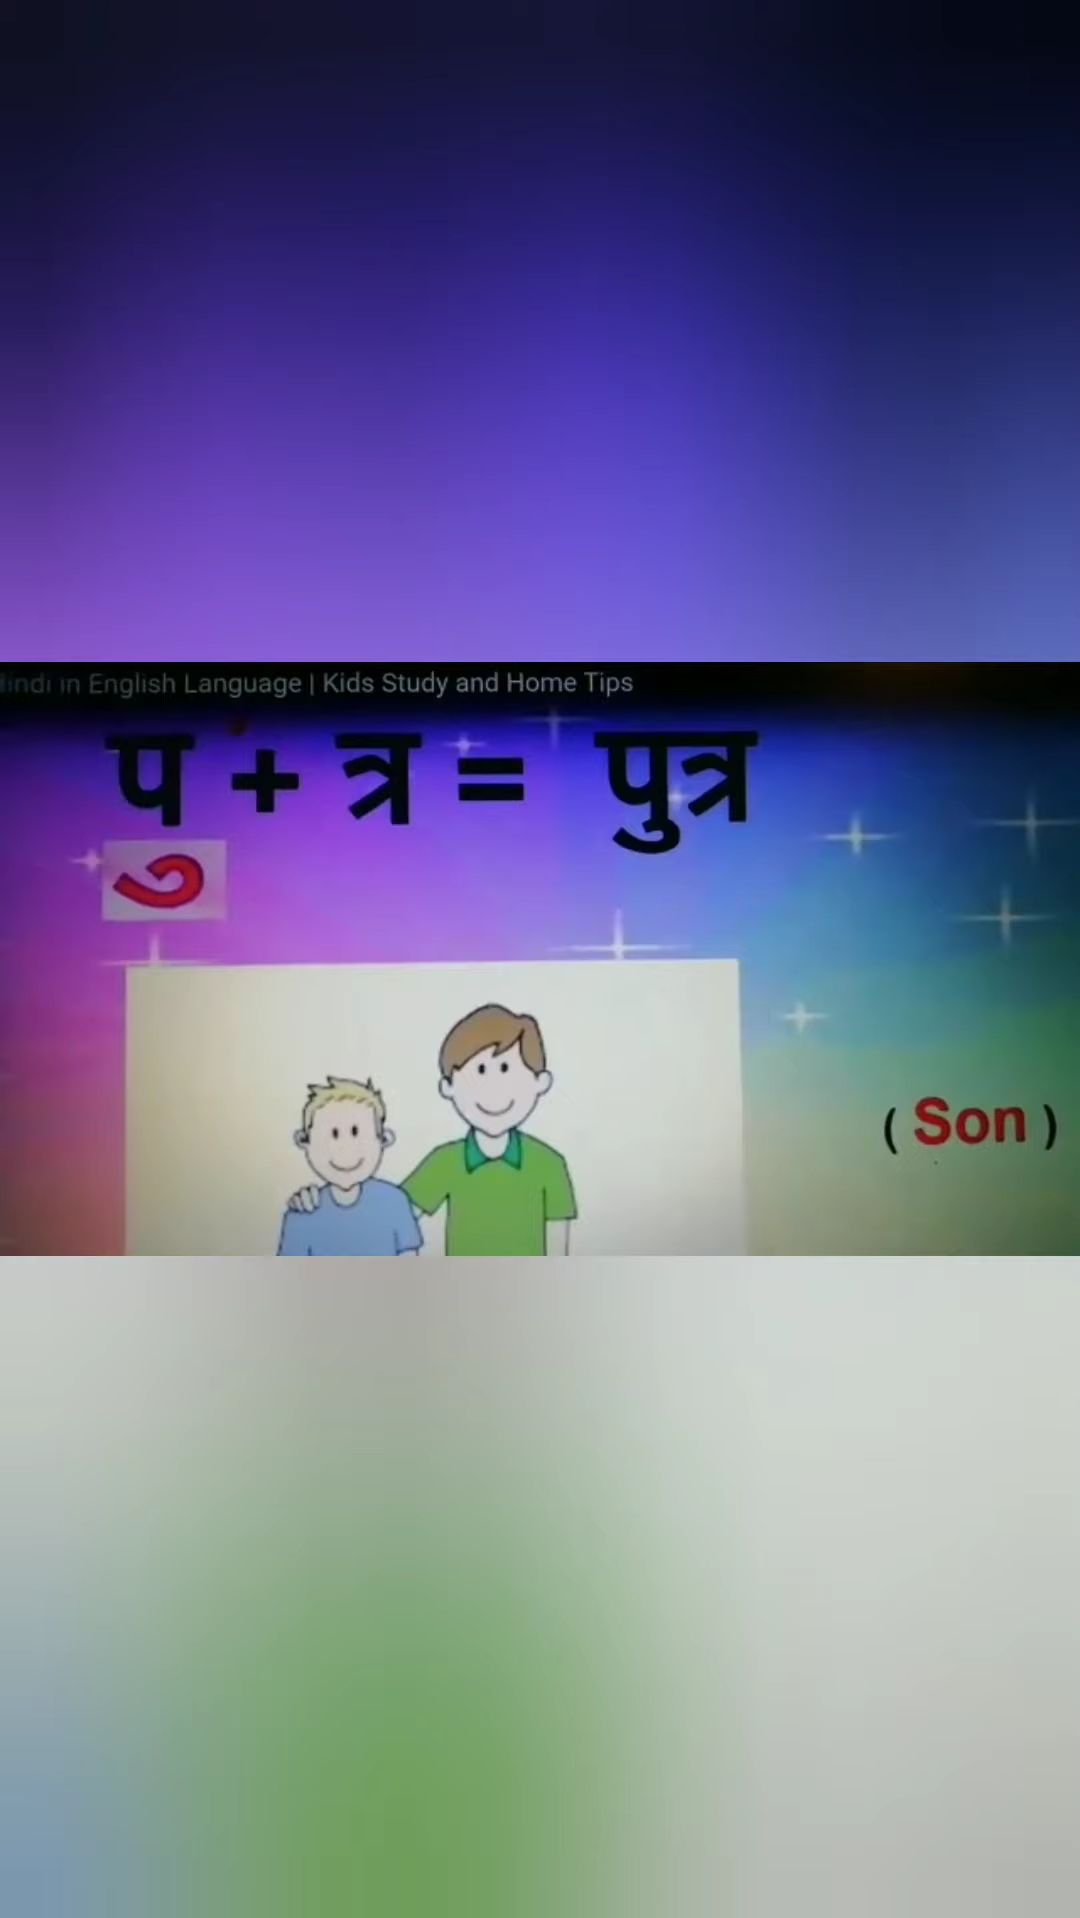 in English Language | Kids Study and Home Tips
प + त्र = पुत्र
ु
( Son )